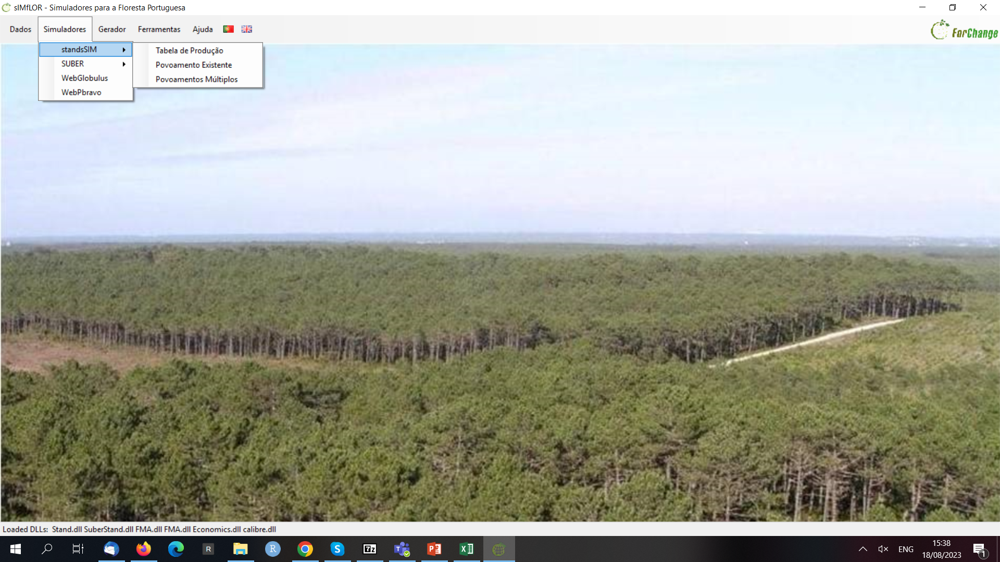 sIMfLOR - Simuladores para a Floresta Portuguesa
Dados Simuladores Gerador Ferramentas Ajuda
ForChange
standsSIM
SUBER
WebGlobulus
WebPbravo
Tabela de Produção
Povoamento Existente
Povoamentos Múltiplos
Loaded DLLs: Stand.dll SuberStand.dll FMA.dll FMA.dll Economics.dll calibre.dll
R
R
S
7z
T
P
X
ENG
15:38
18/08/2023
1